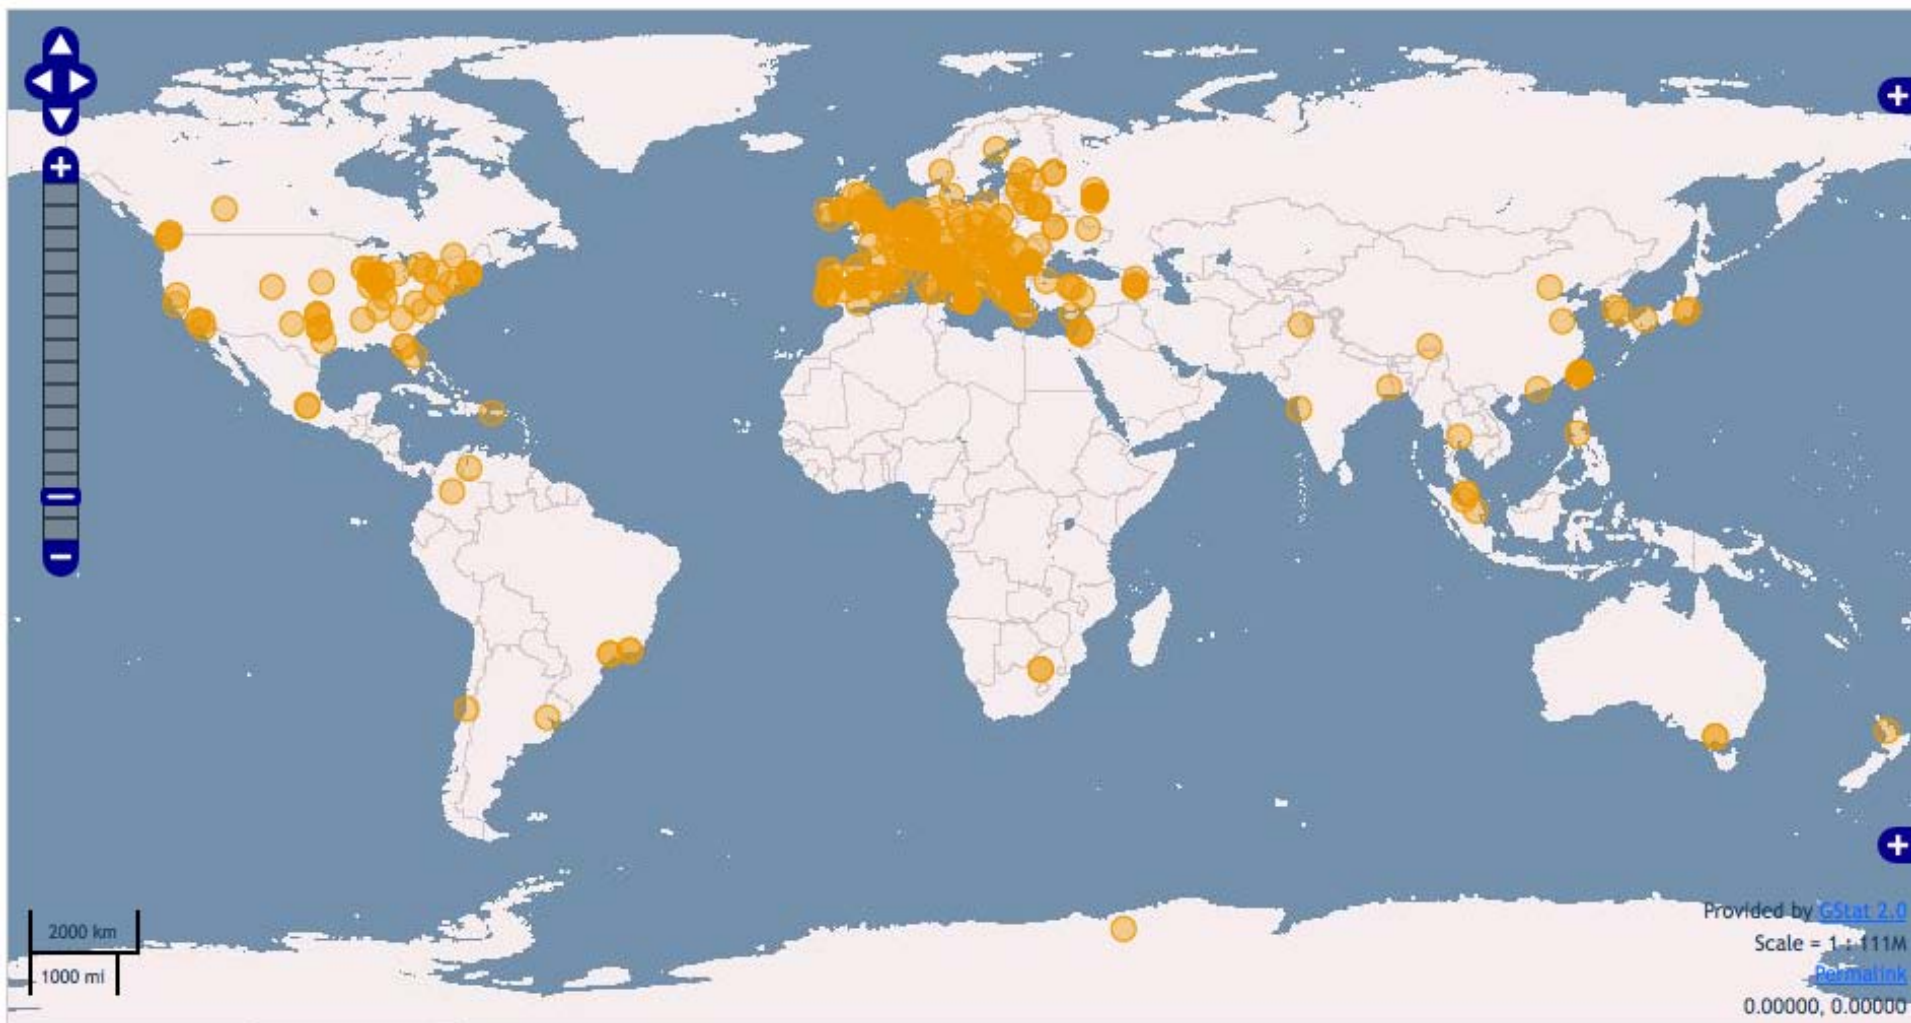 2000 km
1000 mi
Provided by GStat 2.0
Scale = 1 : 111M
Permalink
0.00000, 0.00000